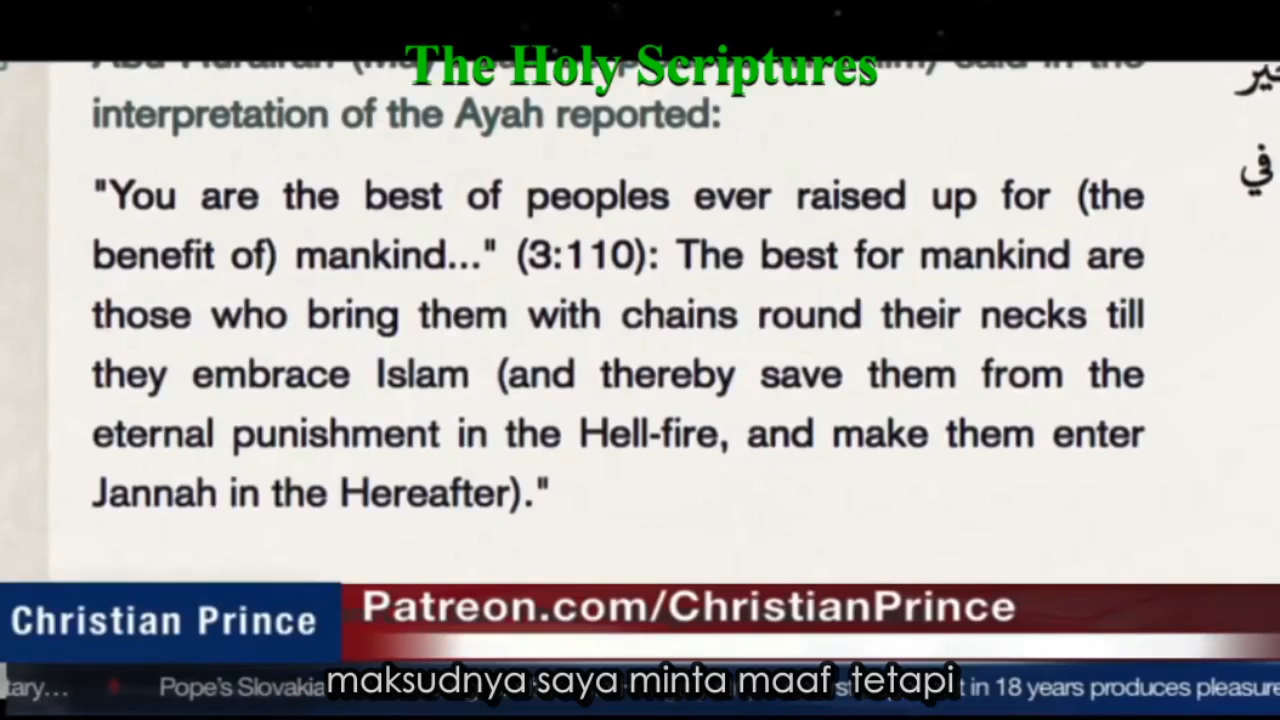 The Holy Scriptures
interpretation of the Ayah reported:
"You are the best of peoples ever raised up for (the
benefit of) mankind..." (3:110): The best for mankind are
those who bring them with chains round their necks till
they embrace Islam (and thereby save them from the
eternal punishment in the Hell-fire, and make them enter
Jannah in the Hereafter)."
في
Christian Prince
Patreon.com/ChristianPrince
maksudnya saya minta maaf tetapi
Pope's Slovakia
in 18 years produces